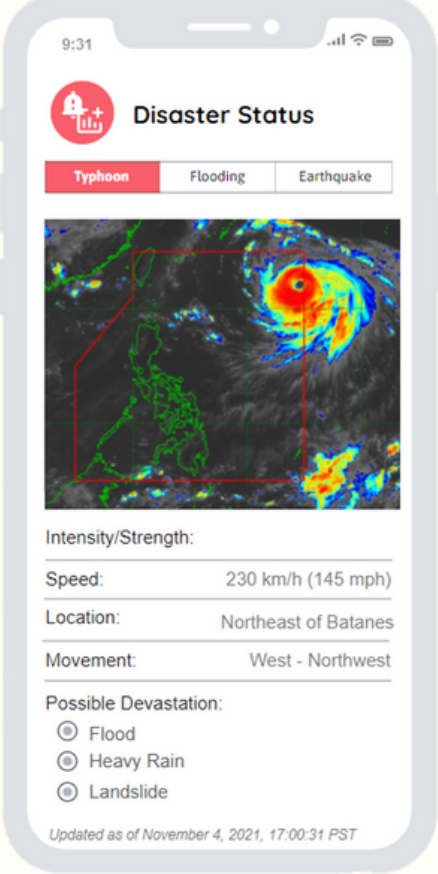 9:31
Disaster Status
Typhoon Flooding Earthquake
Intensity/Strength:
Speed: 230 km/h (145 mph)
Location: Northeast of Batanes
Movement: West - Northwest
Possible Devastation:
Flood
Heavy Rain
Landslide
Updated as of November 4, 2021, 17:00:31 PST